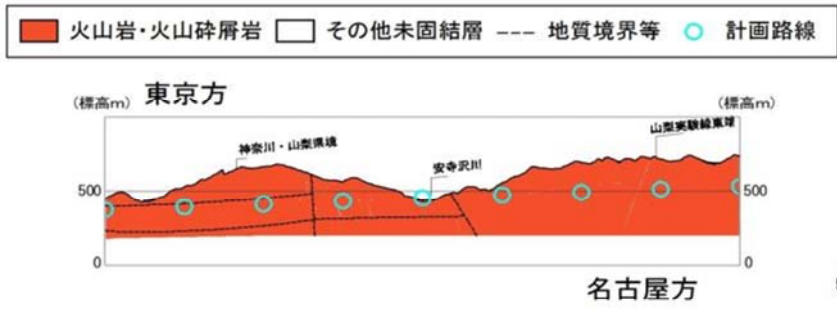 火山岩・火山砕屑岩 その他未固結層 --- 地質境界等 計画路線
(標高m) 東京方 (標高m)
神奈川・山梨県境
安寺沢川
山梨実験線東端
500 500
0 0
名古屋方